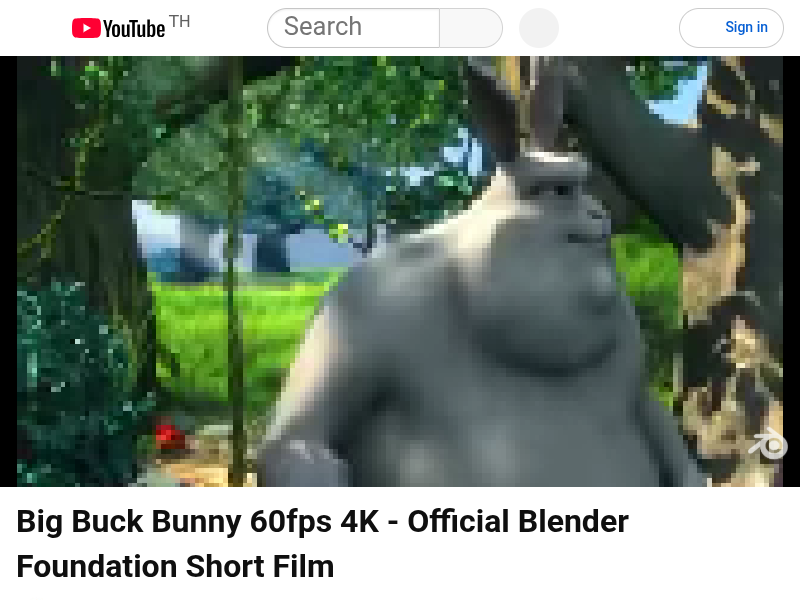 YouTube TH
Search
Sign in
Big Buck Bunny 60fps 4K - Official Blender
Foundation Short Film